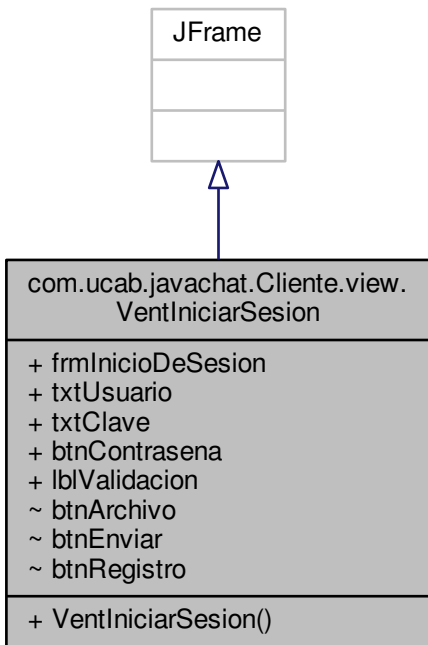 JFrame
com.ucab.javachat.Cliente.view.
VentIniciarSesion
+ frmInicioDeSesion
+ txtUsuario
+ txtClave
+ btnContrasena
+ lblValidacion
~ btnArchivo
~ btnEnviar
~ btnRegistro
+ VentIniciarSesion()